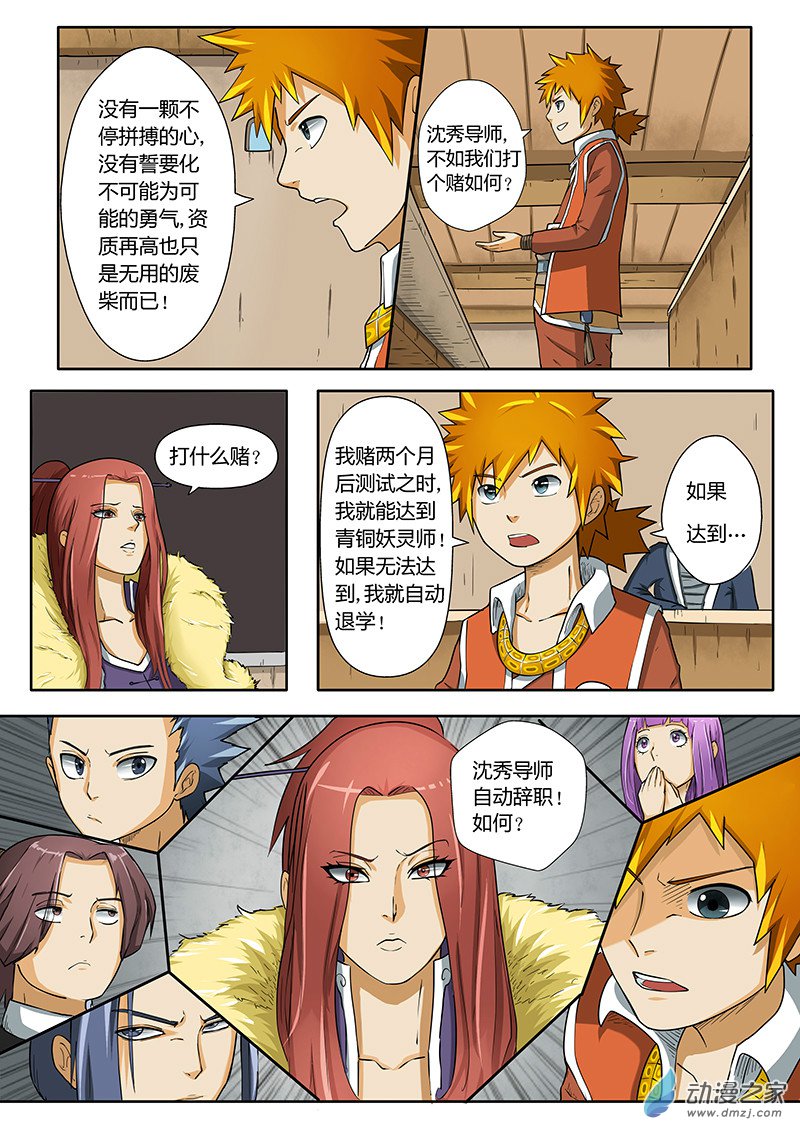 没有一颗不
停拼搏的心,
没有誓要化
不可能为可
能的勇气,资
质再高也只
是无用的废
柴而已!
沈秀导师,
不如我们打
个赌如何?
打什么赌?
我赌两个月
后测试之时,
我就能达到
青铜妖灵师!
如果无法达
到,我就自动
退学!
如果
达到…
沈秀导师
自动辞职!
如何?
动漫之家
www.dmzj.com